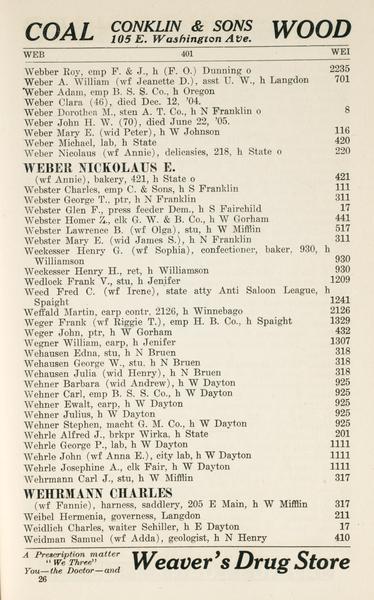 COAL CONKLIN & SONS WOOD
105 E. Washington Ave.
WEB 401 WEI
Webber Roy, emp F. & J., h (F. O.) Dunning o 2235
Weber A. William (wf Jeanette D.), asst U. W., h Langdon 701
Weber Adam, emp B. S. S. Co., h Oregon
Weber Clara (46), died Dec. 12, '04.
Weber Dorothea M., sten A. T. Co., h N Franklin o 8
Weber John H. W. (70), died June 22, '05.
Weber Mary E. (wid Peter), h W Johnson 116
Weber Michael, lab, h State 420
Weber Nicolaus (wf Annie), delicasies, 218, h State o 220
WEBER NICKOLAUS E.
(wf Annie), bakery, 421, h State o 421
Webster Charles, emp C. & Sons, h S Franklin 111
Webster George T., ptr, h N Franklin 311
Webster Glen F., press feeder Dem., h S Fairchild 17
Webster Homer Z., clk G. W. & B. Co., h W Gorham 441
Webster Lawrence B. (wf Olga), stu, h W Mifflin 517
Webster Mary E. (wid James S.), h N Franklin 311
Weckesser Henry G. (wf Sophia), confectioner, baker, 930, h
Williamson 930
Weckesser Henry H., ret, h Williamson 930
Wedlock Frank V., stu, h Jenifer 1209
Weed Fred C. (wf Irene), state atty Anti Saloon League, h
Spaight 1241
Weffald Martin, carp contr, 2126, h Winnebago 2126
Weger Frank (wf Riggie T.), emp H. B. Co., h Spaight 1329
Weger John, ptr, h W Gorham 432
Wegner William, carp, h Jenifer 1307
Wehausen Edna, stu, h N Bruen 318
Wehausen George W., stu. h N Bruen 318
Wehausen Julia (wid Henry), h N Bruen 318
Wehner Barbara (wid Andrew), h W Dayton 925
Wehner Carl, emp B. S. S. Co., h W Dayton 925
Wehner Ewalt, carp, h W Dayton 925
Wehner Julius, h W Dayton 925
Wehner Stephen, macht G. M. Co., h W Dayton 925
Wehrle Alfred J., brkpr Wirka, h State 201
Wehrle George P., lab, h W Dayton 1111
Wehrle John (wf Anna E.), city lab, h W Dayton 1111
Wehrle Josephine A., clk Fair, h W Dayton 1111
Wehrmann Carl J., stu, h W Mifflin 317
WEHRMANN CHARLES
(wf Fannie), harness, saddlery, 205 E Main, h W Mifflin 317
Weibel Hermenia, governess, Langdon 211
Weidlich Charles, waiter Schiller, h E Dayton 17
Weidman Samuel (wf Adda), geologist, h N Henry 410
A Prescription matter
"We Three"
You—the Doctor—and
Weaver's Drug Store
26